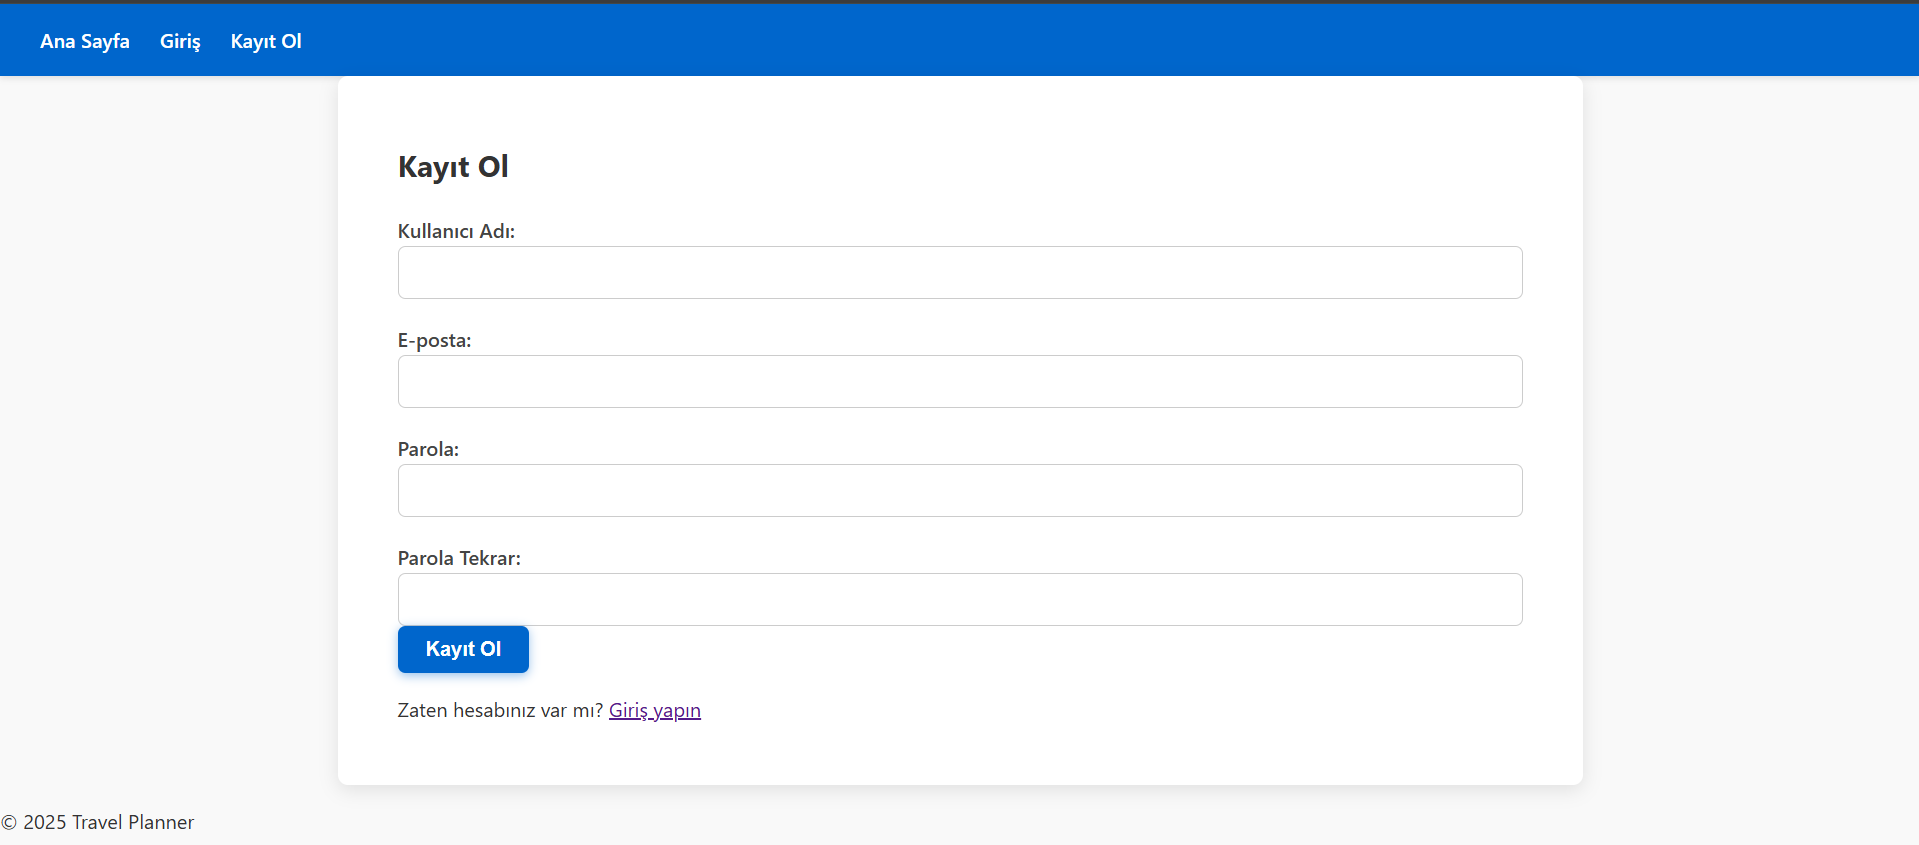 Ana Sayfa Giriş Kayıt Ol
Kayıt Ol
Kullanıcı Adı:
E-posta:
Parola:
Parola Tekrar:
Kayıt Ol
Zaten hesabınız var mı? Giriş yapın
© 2025 Travel Planner